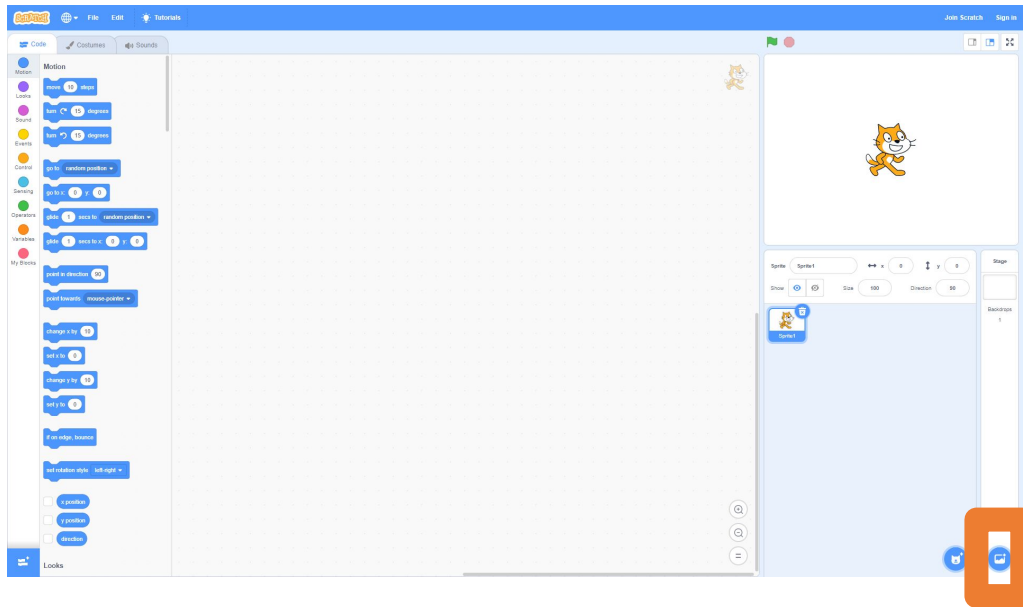 SCRATCH File Edit Tutorials Join Scratch Sign in
Code Costumes Sounds
Motion
Looks
Sound
Events
Control
Sensing
Operators
Variables
My Blocks
Motion
move 10 steps
turn 15 degrees
turn 15 degrees
go to random position
go to x: 0 y: 0
glide 1 secs to random position
glide 1 secs to x: 0 y: 0
point in direction 90
point towards mouse-pointer
change x by 10
set x to 0
change y by 10
set y to 0
if on edge, bounce
set rotation style left-right
x position
y position
direction
Looks
Sprite Sprite1 x 0 y 0
Show Size 100 Direction 90
Sprite1
Stage
Backdrops
1